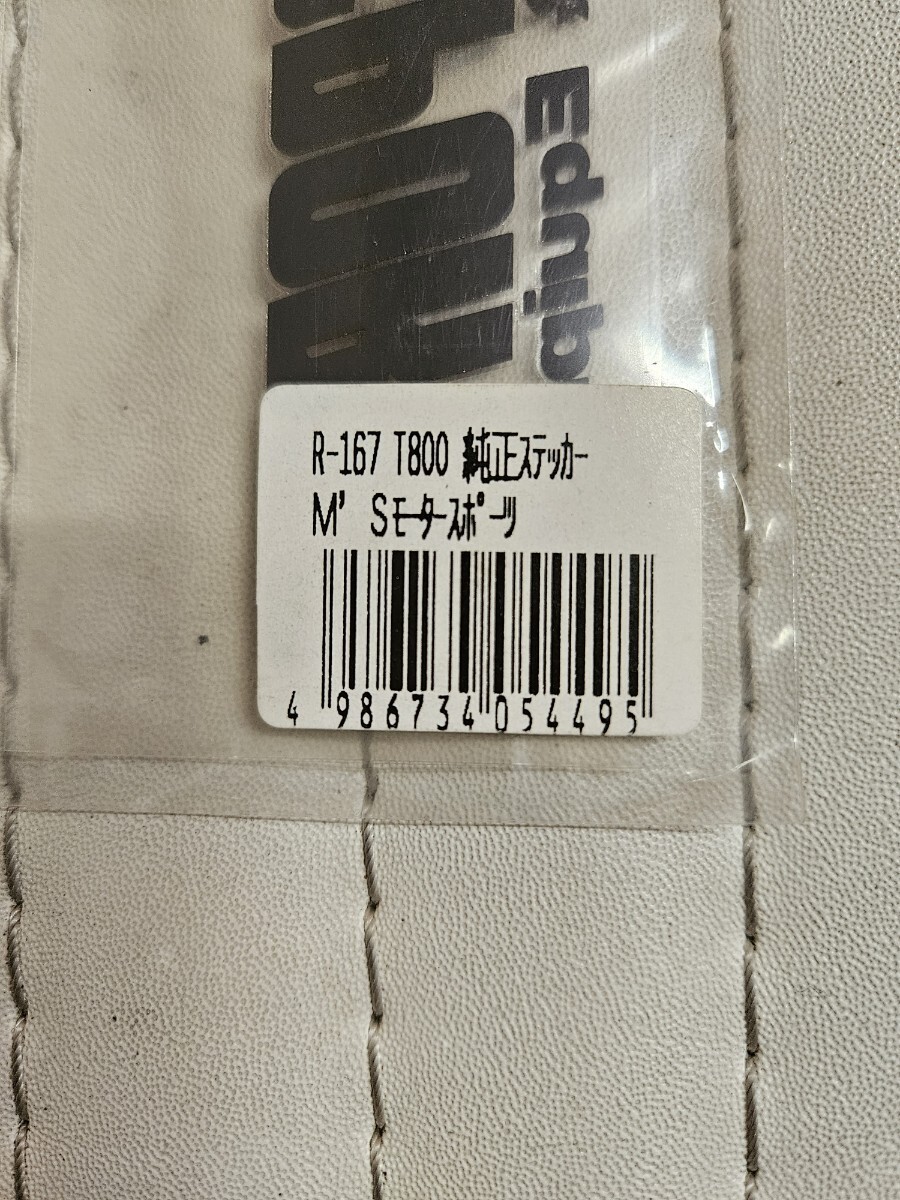 Equip
R-167 T800 純正ステッカー
M'Sモータースポーツ
4 986734 054495